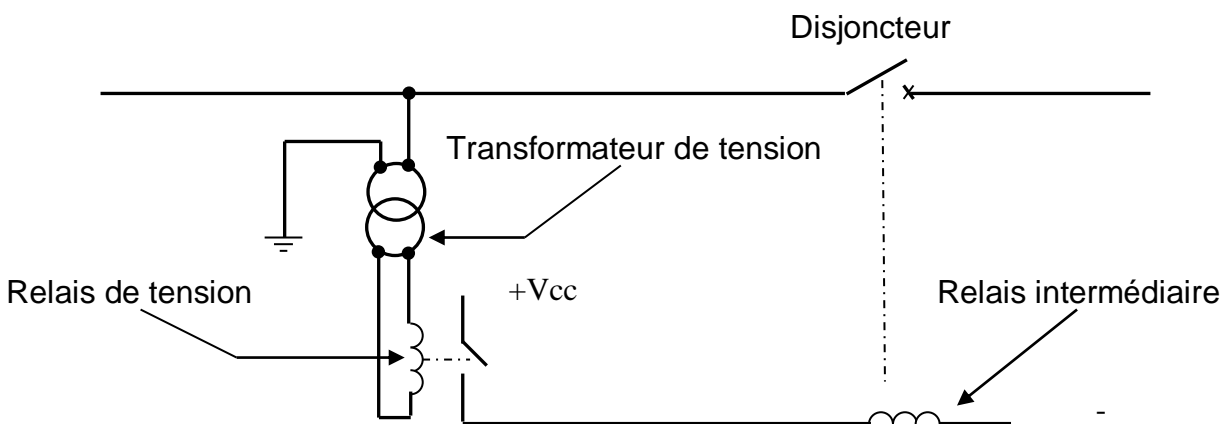 Disjoncteur
Transformateur de tension
Relais de tension
+Vcc
Relais intermédiaire
-